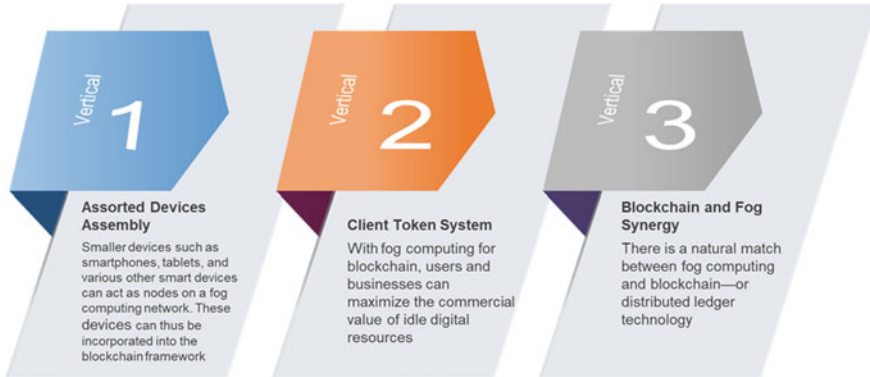 Vertical
1
Assorted Devices
Assembly
Smaller devices such as
smartphones, tablets, and
various other smart devices
can act as nodes on a fog
computing network. These
devices can thus be
incorporated into the
blockchain framework
Vertical
2
Client Token System
With fog computing for
blockchain, users and
businesses can
maximize the commercial
value of idle digital
resources
Vertical
3
Blockchain and Fog
Synergy
There is a natural match
between fog computing
and blockchain—or
distributed ledger
technology